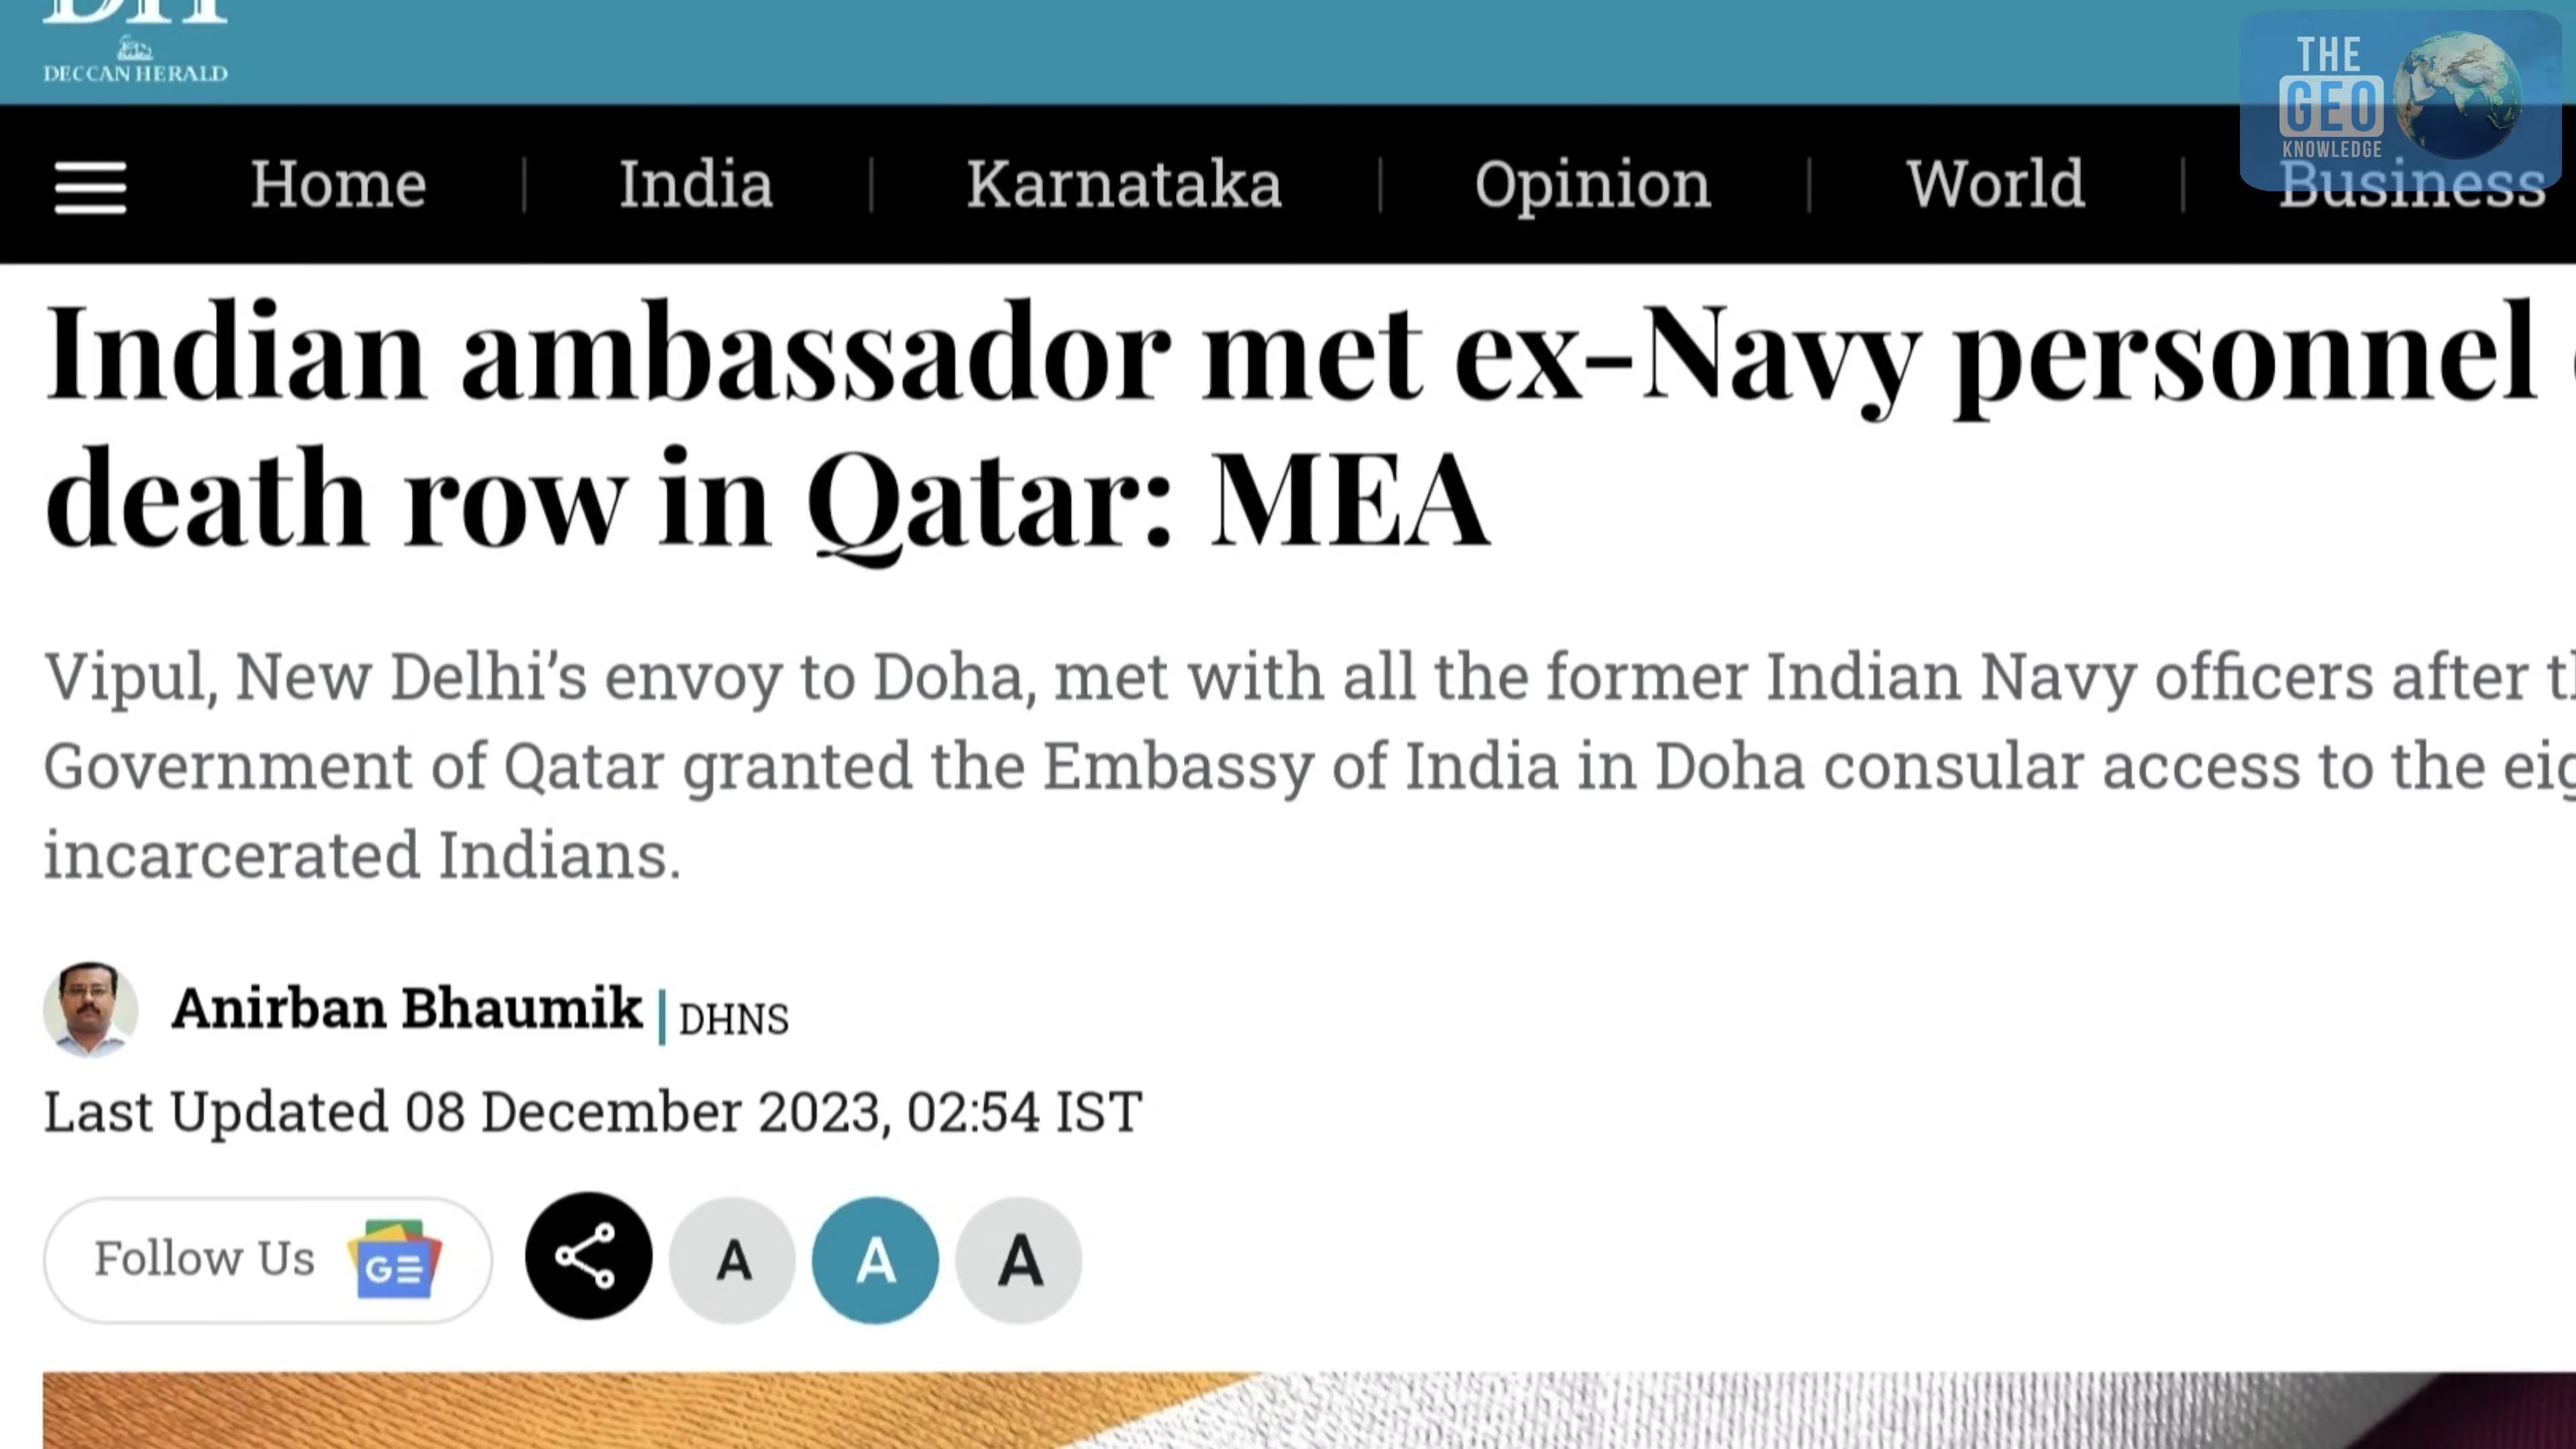 DECCAN HERALD
THE
GEO
KNOWLEDGE
Home
India
Karnataka
Opinion
World
Business
Indian ambassador met ex-Navy personnel
death row in Qatar: MEA
Vipul, New Delhi’s envoy to Doha, met with all the former Indian Navy officers after
Government of Qatar granted the Embassy of India in Doha consular access to the
incarcerated Indians.
Anirban Bhaumik | DHNS
Last Updated 08 December 2023, 02:54 IST
Follow Us
GE
A A A